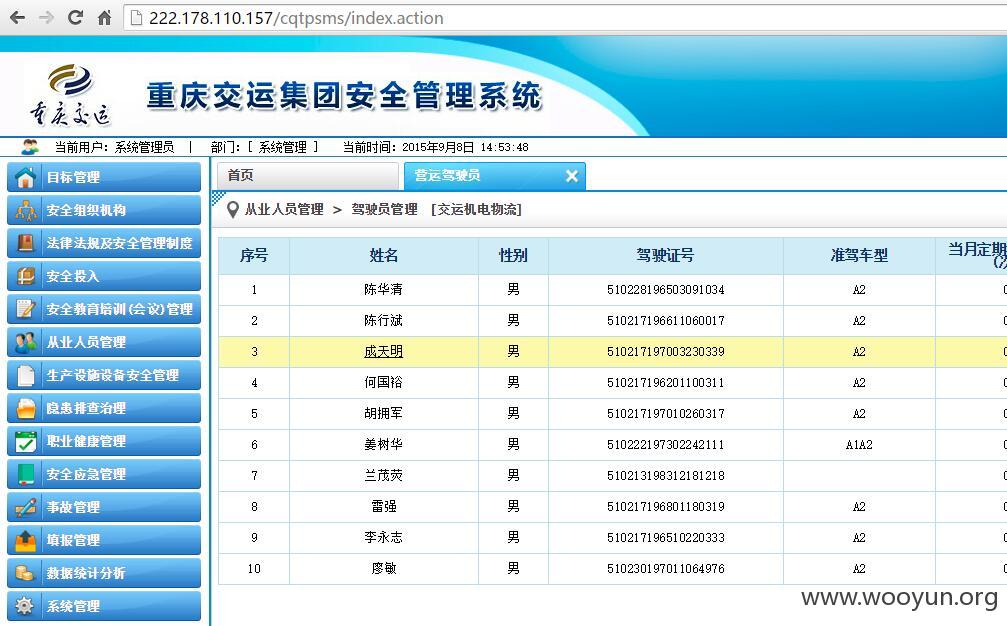 222.178.110.157/cqtpsms/index.action
重庆交运
重庆交运集团安全管理系统
当前用户: 系统管理员 | 部门: [ 系统管理 ] 当前时间: 2015年9月8日 14:53:48
目标管理
安全组织机构
法律法规及安全管理制度
安全投入
安全教育培训(会议)管理
从业人员管理
生产设施设备安全管理
隐患排查治理
职业健康管理
安全应急管理
事故管理
填报管理
数据统计分析
系统管理
首页 营运驾驶员
从业人员管理 > 驾驶员管理 [交运机电物流]
序号 姓名 性别 驾驶证号 准驾车型 当月定期
1 陈华清 男 510228196503091034 A2
2 陈行斌 男 510217196611060017 A2
3 成天明 男 510217197003230339 A2
4 何国裕 男 510217196201100311 A2
5 胡拥军 男 510217197010260317 A2
6 姜树华 男 510222197302242111 A1A2
7 兰茂荧 男 510213198312181218
8 雷强 男 510217196801180319 A2
9 李永志 男 510217196510220333 A2
10 廖敏 男 510230197011064976 A2
www.wooyun.org